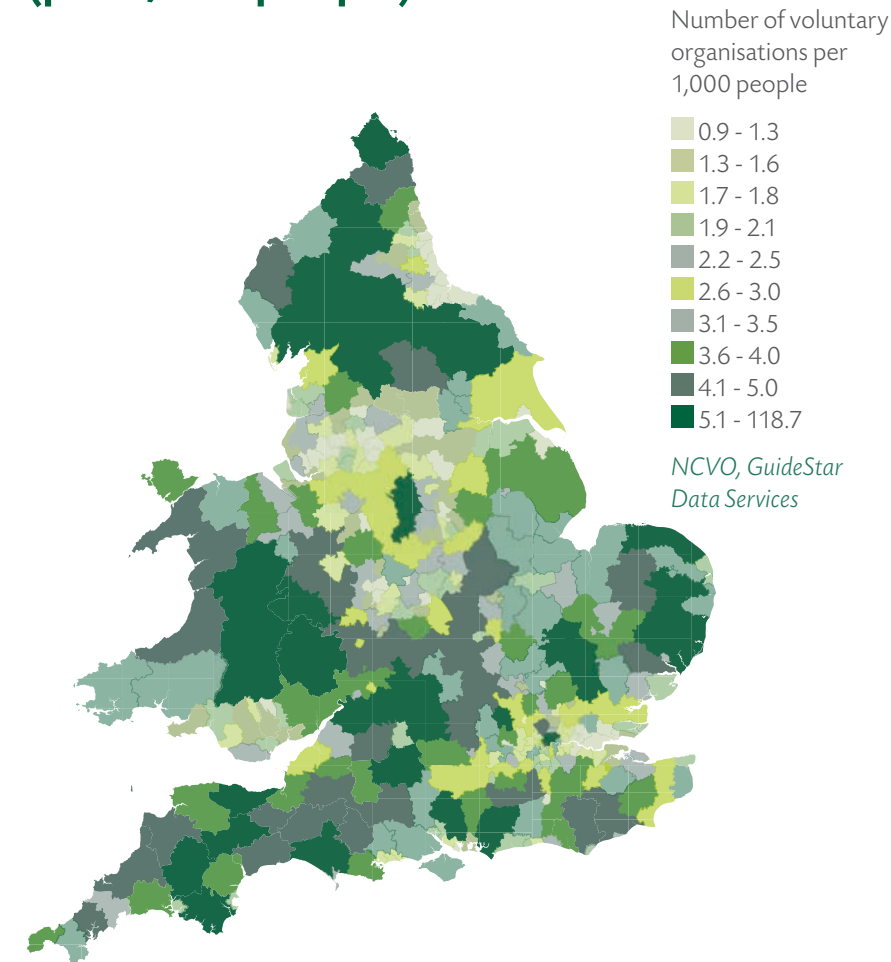 Number of voluntary
organisations per
1,000 people
0.9 - 1.3
1.3 - 1.6
1.7 - 1.8
1.9 - 2.1
2.2 - 2.5
2.6 - 3.0
3.1 - 3.5
3.6 - 4.0
4.1 - 5.0
5.1 - 118.7
NCVO, GuideStar
Data Services